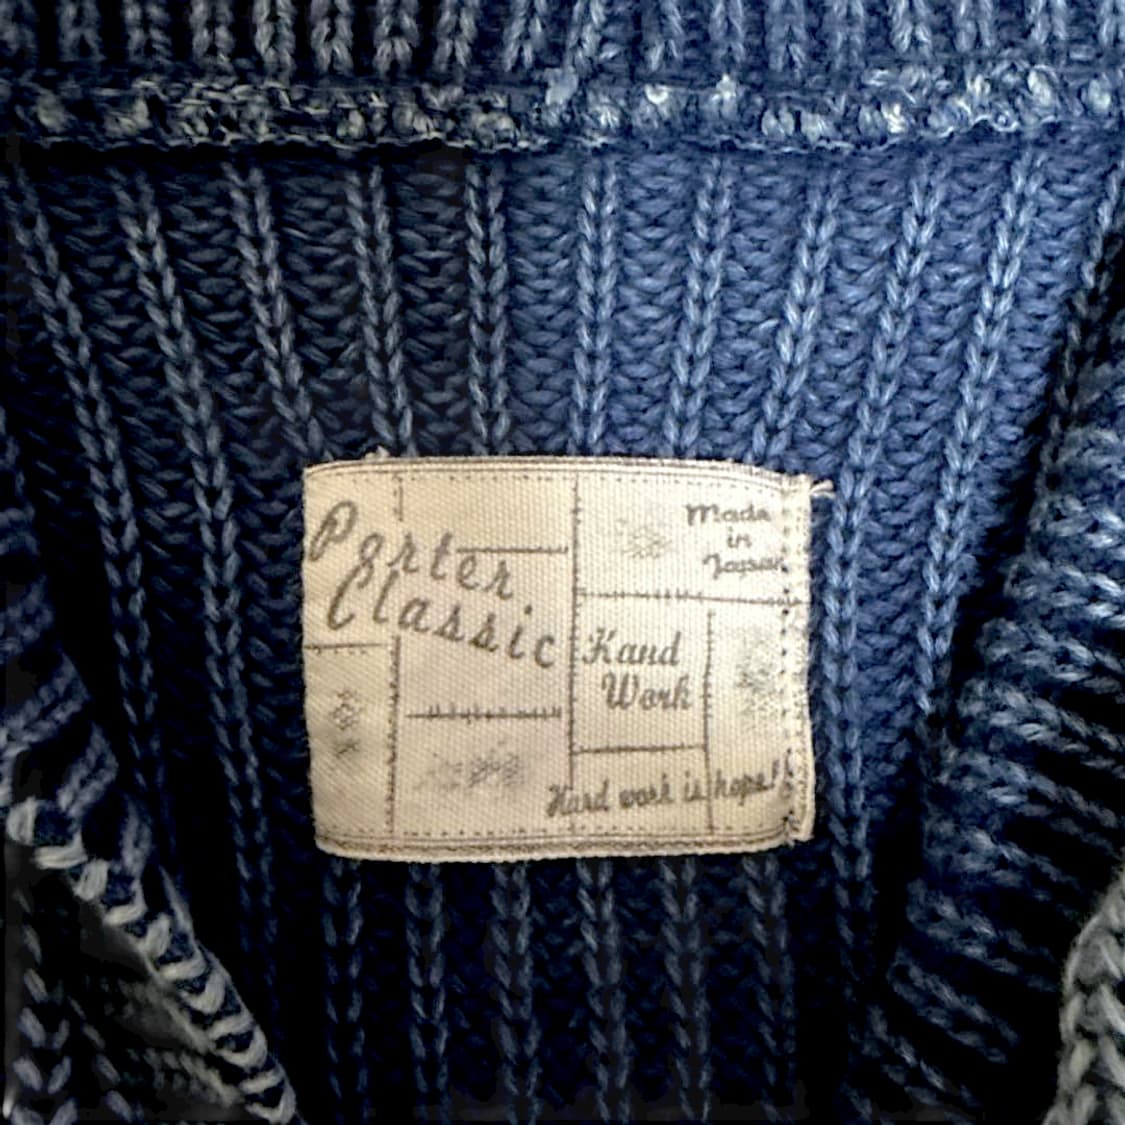 Porter
Classic
Made
in
Japan
Hand
Work
Hard work is hope!